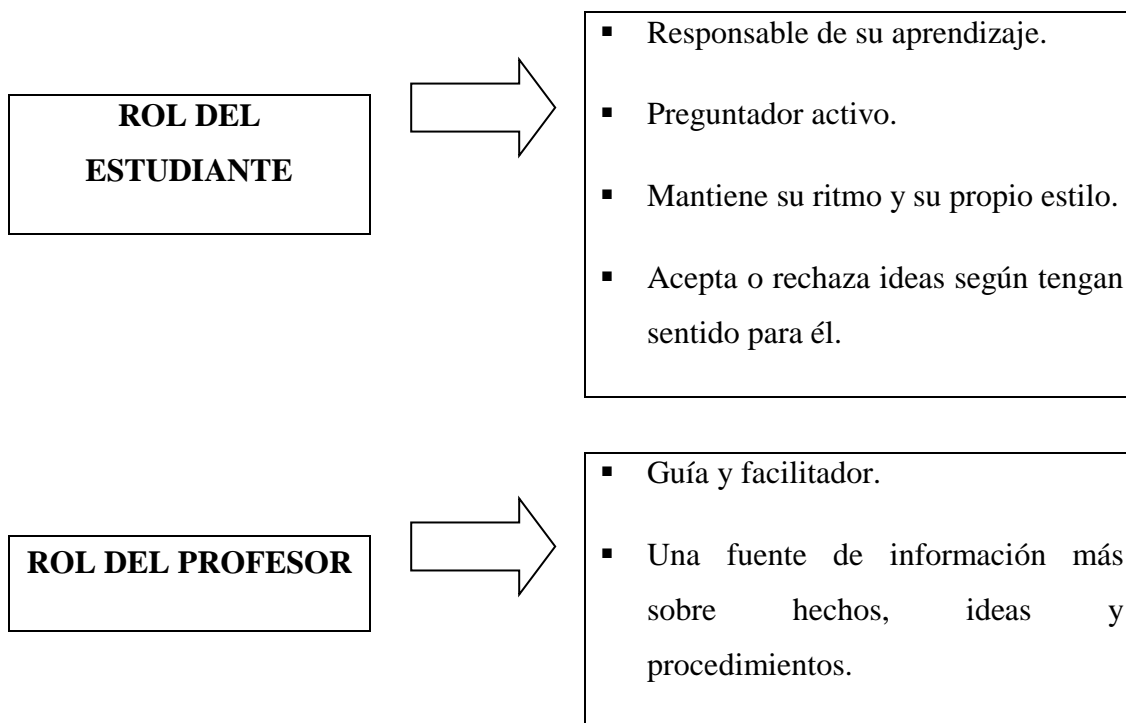 ROL DEL
ESTUDIANTE
▪ Responsable de su aprendizaje.
▪ Preguntador activo.
▪ Mantiene su ritmo y su propio estilo.
▪ Acepta o rechaza ideas según tengan
sentido para él.
ROL DEL PROFESOR
▪ Guía y facilitador.
▪ Una fuente de información más
sobre hechos, ideas y
procedimientos.